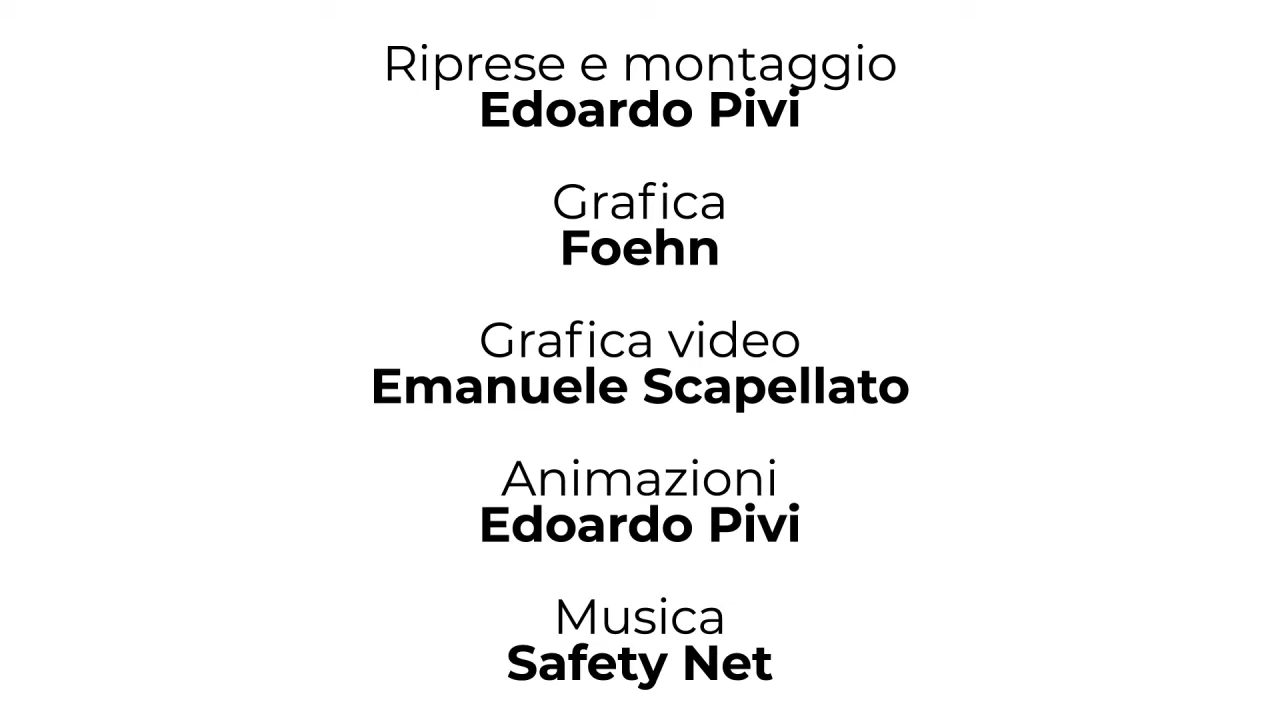 Riprese e montaggio
Edoardo Pivi
Grafica
Foehn
Grafica video
Emanuele Scapellato
Animazioni
Edoardo Pivi
Musica
Safety Net